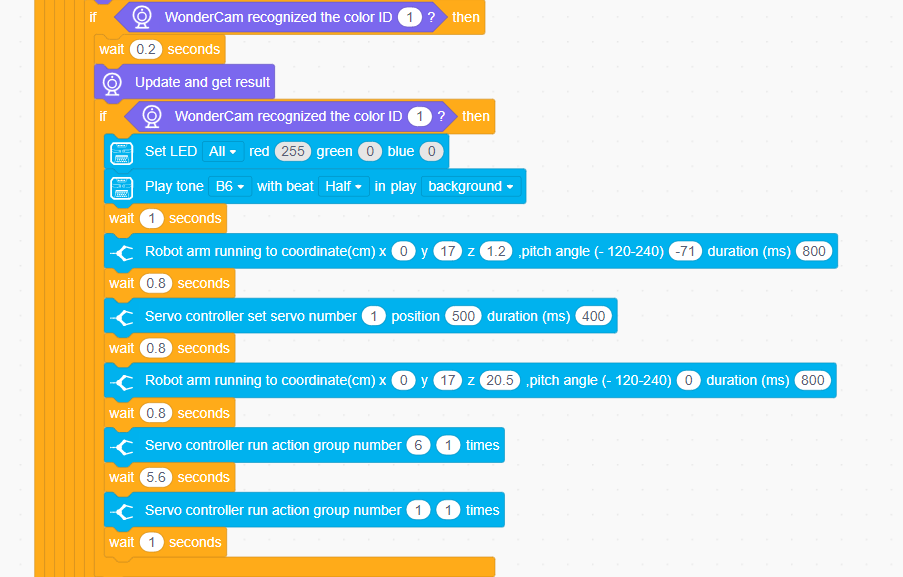 if WonderCam recognized the color ID 1 ? then
wait 0.2 seconds
Update and get result
if WonderCam recognized the color ID 1 ? then
Set LED All red 255 green 0 blue 0
Play tone B6 with beat Half in play background
wait 1 seconds
Robot arm running to coordinate(cm) x 0 y 17 z 1.2 ,pitch angle (- 120-240) -71 duration (ms) 800
wait 0.8 seconds
Servo controller set servo number 1 position 500 duration (ms) 400
wait 0.8 seconds
Robot arm running to coordinate(cm) x 0 y 17 z 20.5 ,pitch angle (- 120-240) 0 duration (ms) 800
wait 0.8 seconds
Servo controller run action group number 6 1 times
wait 5.6 seconds
Servo controller run action group number 1 1 times
wait 1 seconds